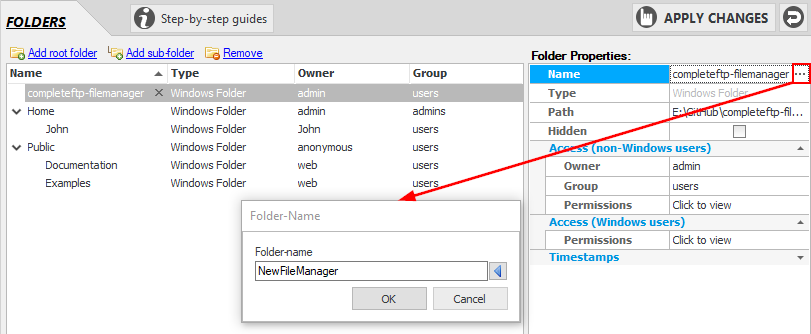 FOLDERS
Step-by-step guides
APPLY CHANGES
Add root folder Add sub-folder Remove
Name Type Owner Group
completeftp-filemanager Windows Folder admin users
Home Windows Folder admin admins
John Windows Folder John users
Public Windows Folder anonymous users
Documentation Windows Folder web users
Examples Windows Folder web users
Folder Properties:
Name completeftp-filemanager ...
Type Windows Folder
Path E:\GitHub\completeftp-fil...
Hidden
Access (non-Windows users)
Owner admin
Group users
Permissions Click to view
Access (Windows users)
Permissions Click to view
Timestamps
Folder-Name
Folder-name
NewFileManager
OK Cancel